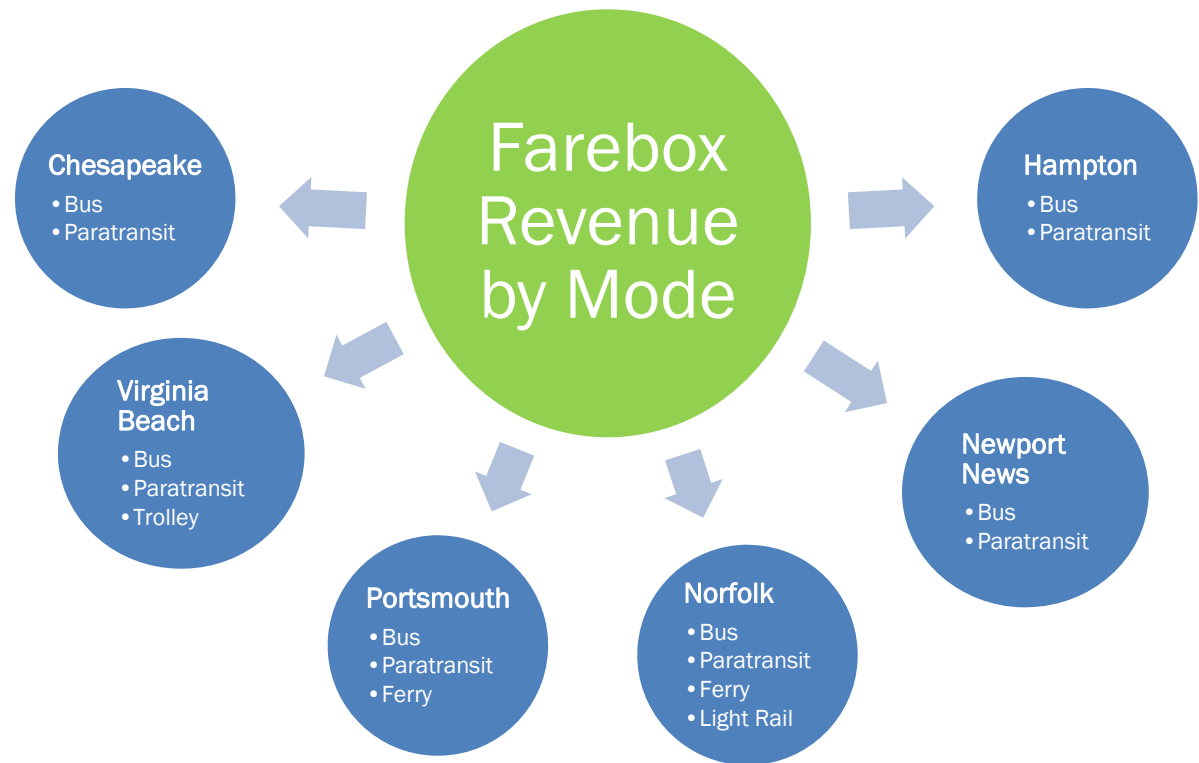 Farebox
Revenue
by Mode
Chesapeake
• Bus
• Paratransit
Virginia
Beach
• Bus
• Paratransit
• Trolley
Portsmouth
• Bus
• Paratransit
• Ferry
Norfolk
• Bus
• Paratransit
• Ferry
• Light Rail
Newport
News
• Bus
• Paratransit
Hampton
• Bus
• Paratransit